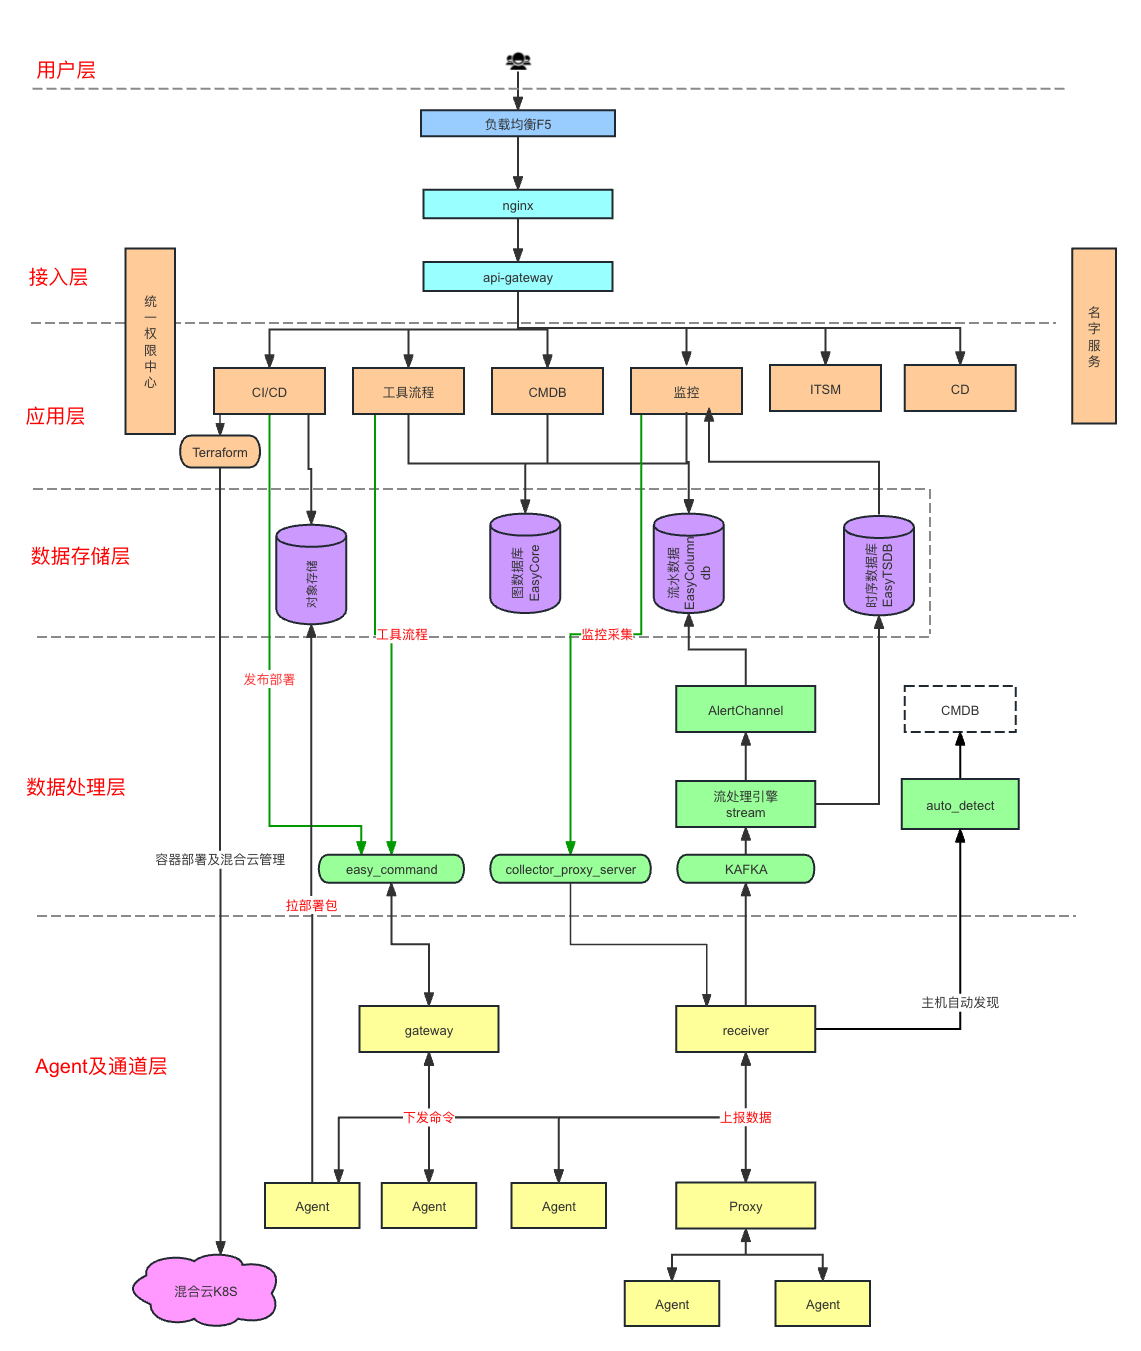 用户层
负载均衡F5
nginx
接入层
api-gateway
统
一
权
限
中
心
名
字
服
务
应用层
CI/CD
工具流程
CMDB
监控
ITSM
CD
Terraform
数据存储层
对象存储
图数据库
EasyCore
流水数据
EasyColumn
db
时序数据库
EasyTSDB
工具流程
监控采集
发布部署
AlertChannel
CMDB
数据处理层
流处理引擎
stream
auto_detect
容器部署及混合云管理
easy_command
collector_proxy_server
KAFKA
拉部署包
主机自动发现
gateway
receiver
Agent及通道层
下发命令
上报数据
Agent
Agent
Agent
Proxy
混合云K8S
Agent
Agent